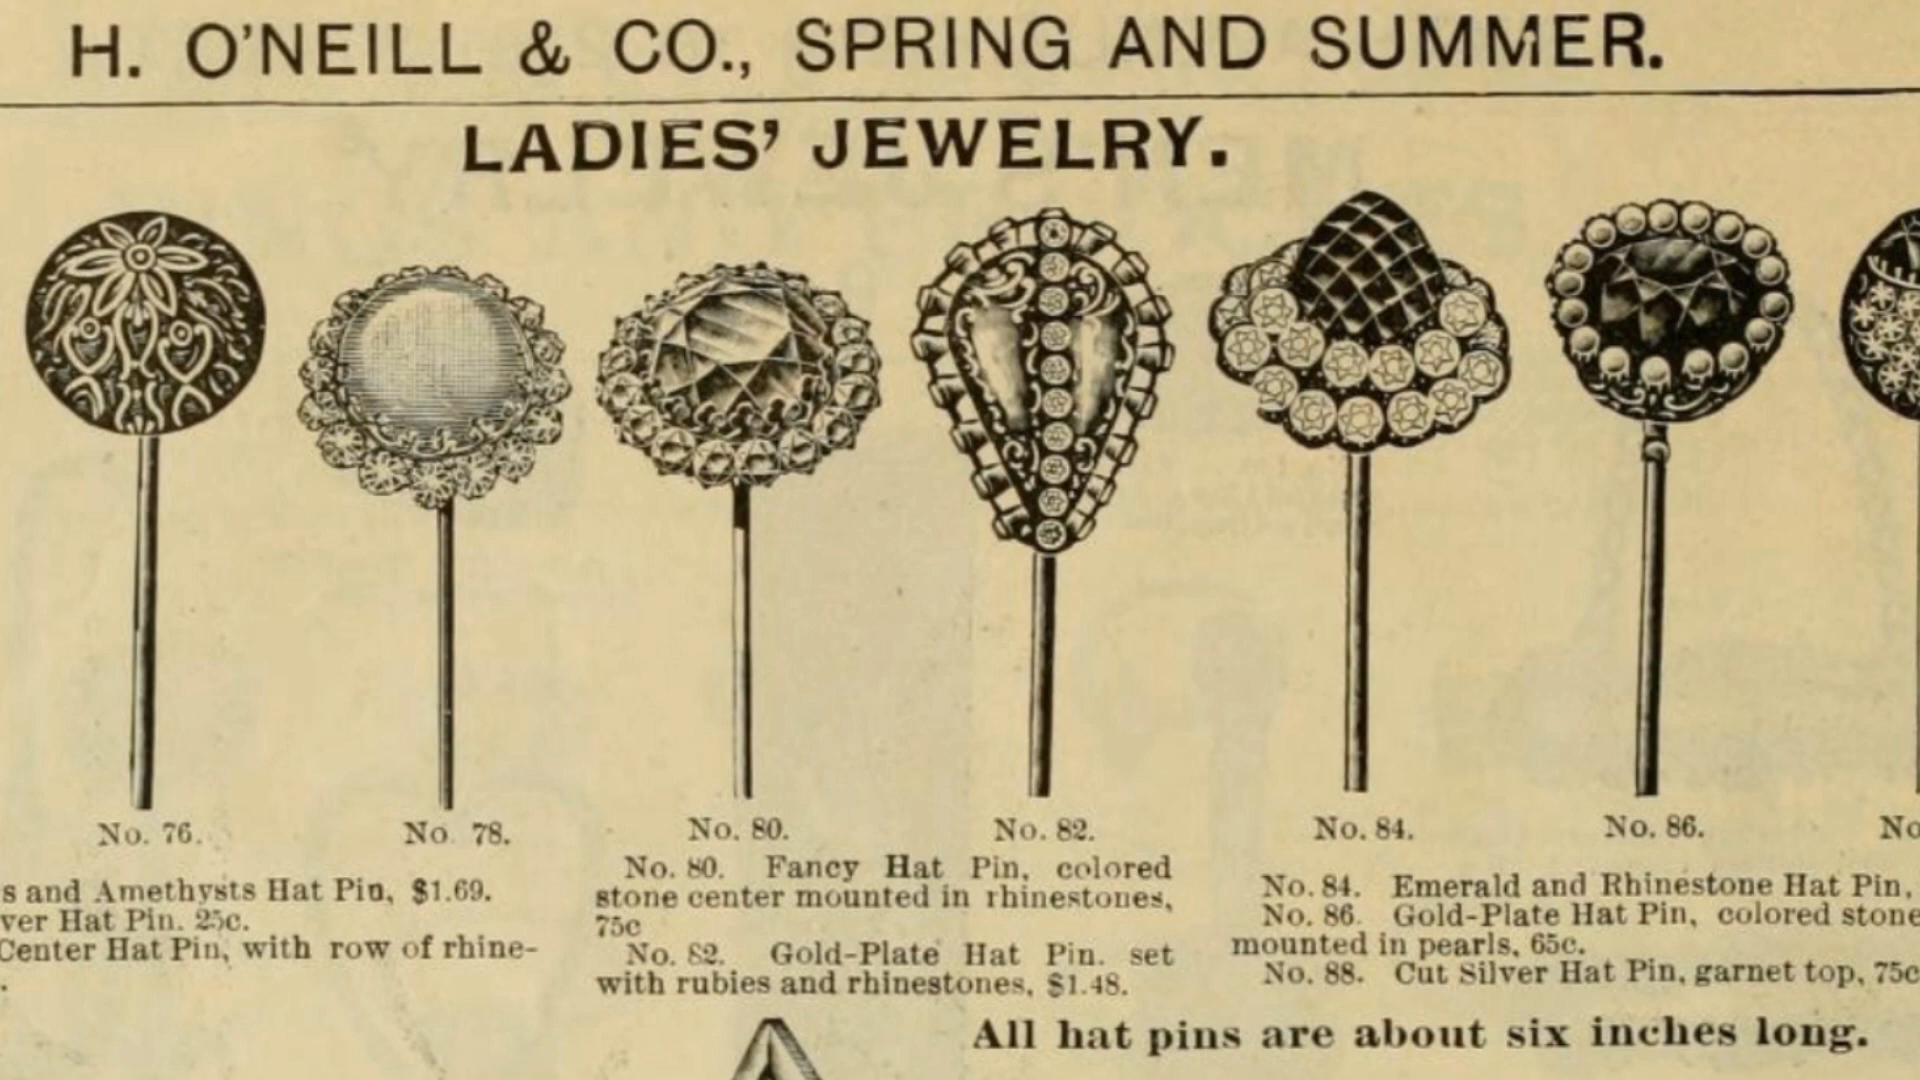 H. O'NEILL & CO., SPRING AND SUMMER.
LADIES' JEWELRY.
No. 76.
No. 78.
No. 80.
No. 82.
No. 84.
No. 86.
No
s and Amethysts Hat Pin, $1.69.
ver Hat Pin. 25c.
Center Hat Pin, with row of rhine-
.
No. 80. Fancy Hat Pin, colored
stone center mounted in rhinestones,
75c
No. 82. Gold-Plate Hat Pin. set
with rubies and rhinestones, $1.48.
No. 84. Emerald and Rhinestone Hat Pin,
No. 86. Gold-Plate Hat Pin, colored stone
mounted in pearls, 65c.
No. 88. Cut Silver Hat Pin, garnet top, 75c
All hat pins are about six inches long.